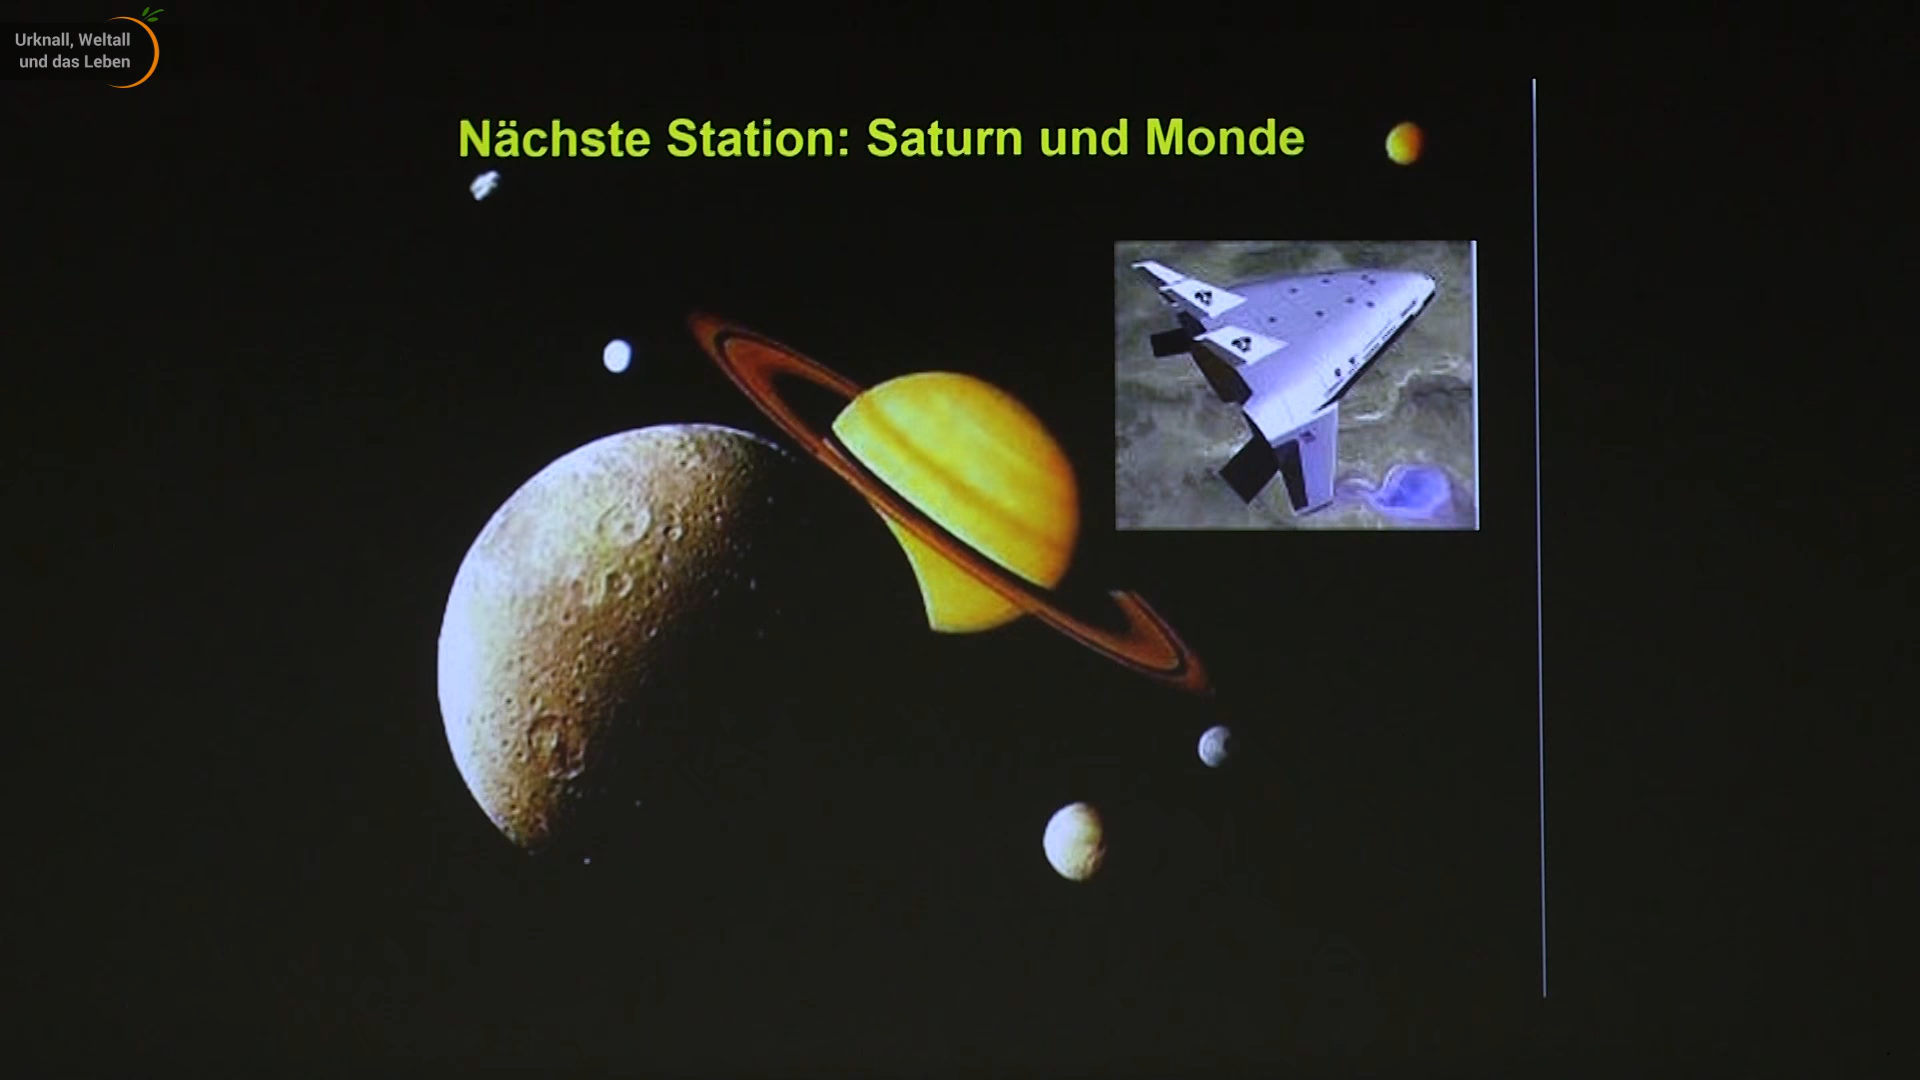 Urknall, Weltall
und das Leben
Nächste Station: Saturn und Monde